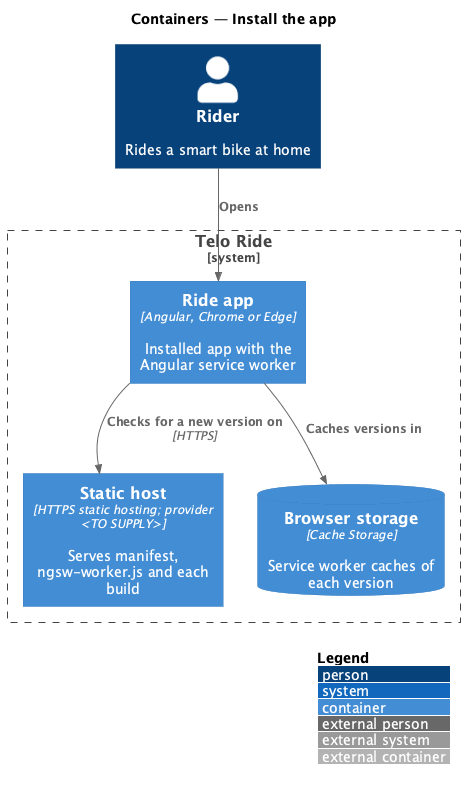 Containers — Install the app
Rider
Rides a smart bike at home
Opens
Telo Ride
[system]
Ride app
[Angular, Chrome or Edge]
Installed app with the
Angular service worker
Checks for a new version on
[HTTPS]
Caches versions in
Static host
[HTTPS static hosting; provider
<TO SUPPLY>]
Serves manifest,
ngsw-worker.js and each
build
Browser storage
[Cache Storage]
Service worker caches of
each version
Legend
person
system
container
external person
external system
external container